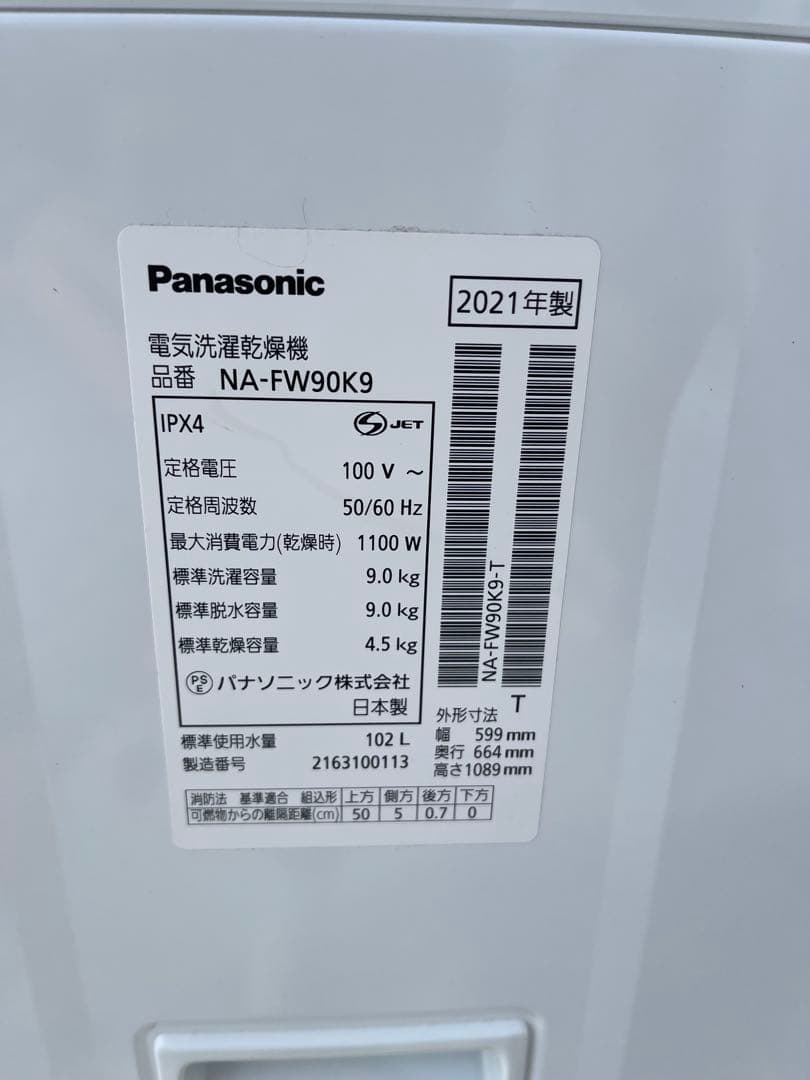 Panasonic
2021年製
電気洗濯乾燥機
品番 NA-FW90K9
IPX4 S JET
定格電圧 100 V ～
定格周波数 50/60 Hz
最大消費電力(乾燥時) 1100 W
標準洗濯容量 9.0 kg
標準脱水容量 9.0 kg
標準乾燥容量 4.5 kg
PSE パナソニック株式会社
日本製
標準使用水量 102 L
製造番号 2163100113
NA-FW90K9-T
T
外形寸法
幅 599 mm
奥行 664 mm
高さ1089 mm
消防法 基準適合 組込形 上方 側方 後方 下方
可燃物からの離隔距離(cm) 50 5 0.7 0